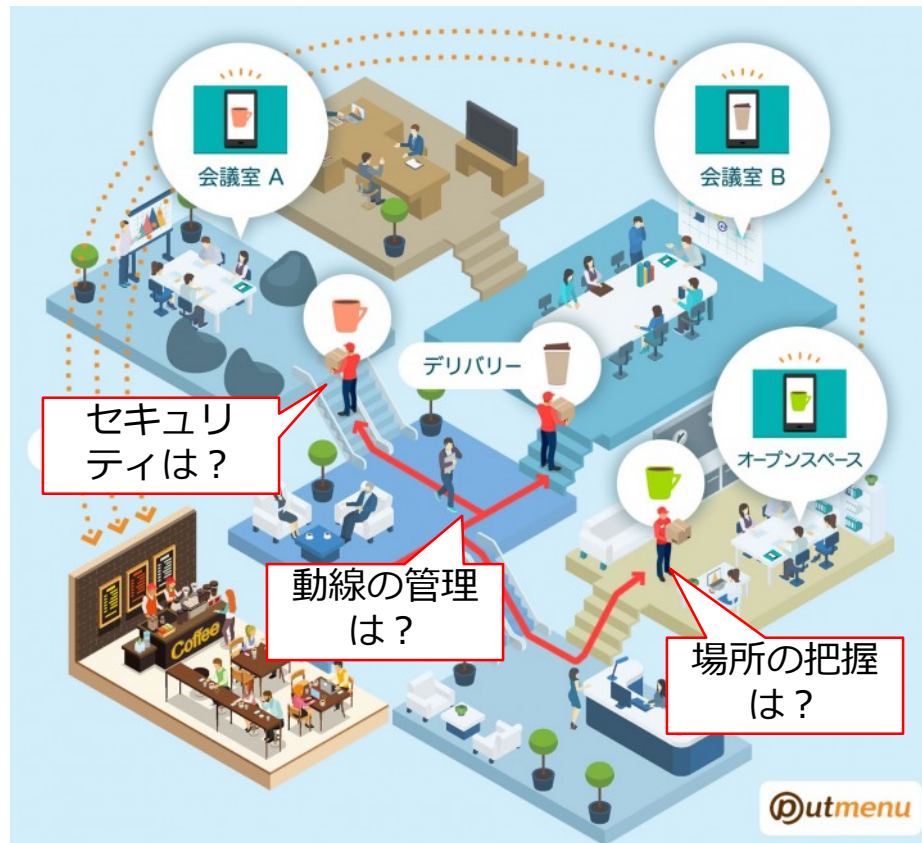 会議室 A
会議室 B
デリバリー
セキュリ
ティは？
オープンスペース
動線の管理
は？
場所の把握
は？
Coffee
putmenu